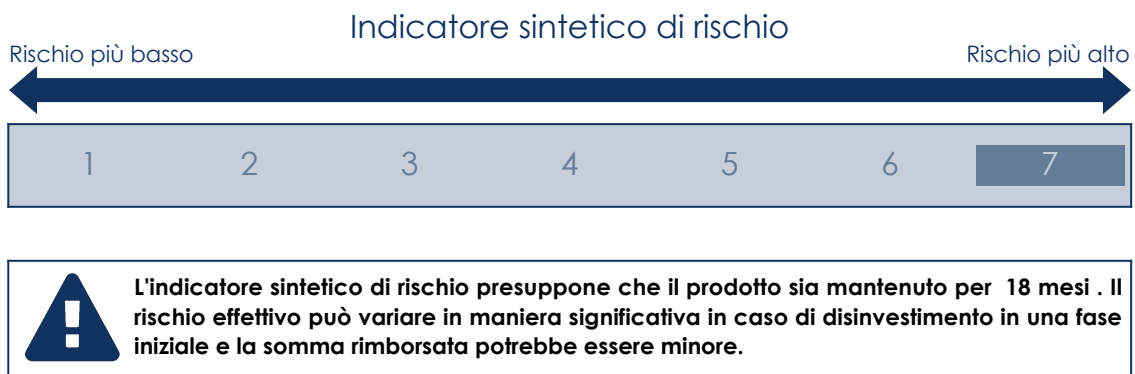 Indicatore sintetico di rischio
Rischio più basso Rischio più alto
1 2 3 4 5 6 7
L'indicatore sintetico di rischio presuppone che il prodotto sia mantenuto per 18 mesi . Il
rischio effettivo può variare in maniera significativa in caso di disinvestimento in una fase
iniziale e la somma rimborsata potrebbe essere minore.